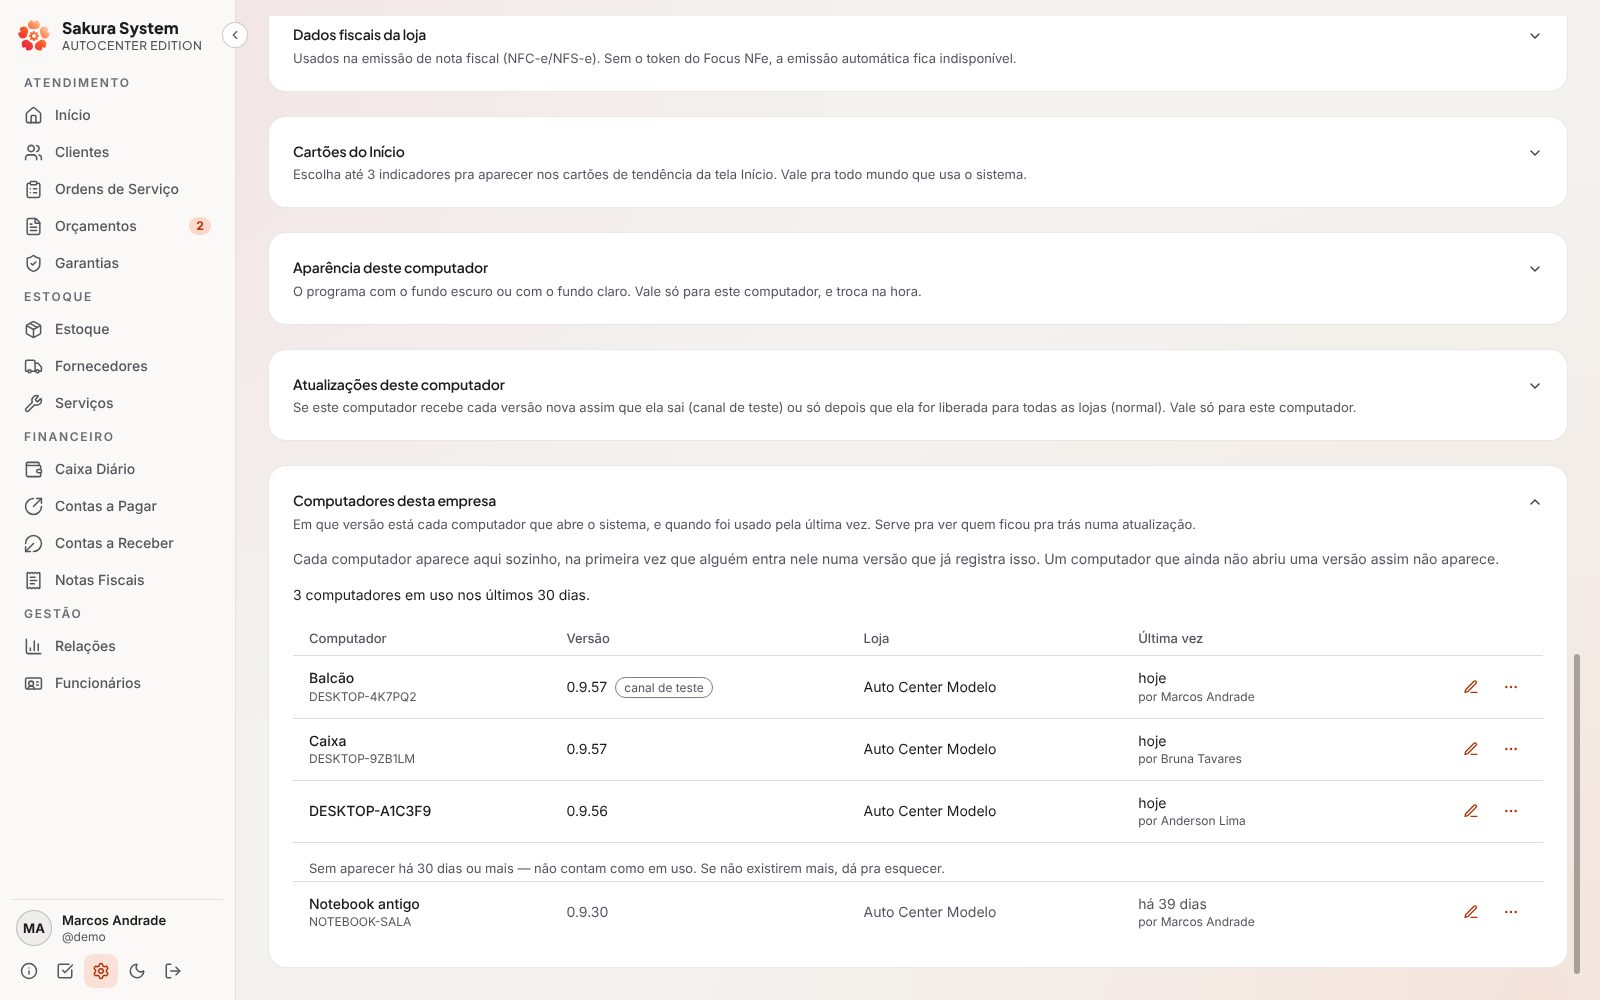 Sakura System
AUTOCENTER EDITION
ATENDIMENTO
Início
Clientes
Ordens de Serviço
Orçamentos 2
Garantias
ESTOQUE
Estoque
Fornecedores
Serviços
FINANCEIRO
Caixa Diário
Contas a Pagar
Contas a Receber
Notas Fiscais
GESTÃO
Relações
Funcionários
MA
Marcos Andrade
@demo
Dados fiscais da loja
Usados na emissão de nota fiscal (NFC-e/NFS-e). Sem o token do Focus NFe, a emissão automática fica indisponível.
Cartões do Início
Escolha até 3 indicadores pra aparecer nos cartões de tendência da tela Início. Vale pra todo mundo que usa o sistema.
Aparência deste computador
O programa com o fundo escuro ou com o fundo claro. Vale só para este computador, e troca na hora.
Atualizações deste computador
Se este computador recebe cada versão nova assim que ela sai (canal de teste) ou só depois que ela for liberada para todas as lojas (normal). Vale só para este computador.
Computadores desta empresa
Em que versão está cada computador que abre o sistema, e quando foi usado pela última vez. Serve pra ver quem ficou pra trás numa atualização.
Cada computador aparece aqui sozinho, na primeira vez que alguém entra nele numa versão que já registra isso. Um computador que ainda não abriu uma versão assim não aparece.
3 computadores em uso nos últimos 30 dias.
Computador Versão Loja Última vez
Balcão
DESKTOP-4K7PQ2
0.9.57 canal de teste
Auto Center Modelo
hoje
por Marcos Andrade
Caixa
DESKTOP-9ZB1LM
0.9.57
Auto Center Modelo
hoje
por Bruna Tavares
DESKTOP-A1C3F9
0.9.56
Auto Center Modelo
hoje
por Anderson Lima
Sem aparecer há 30 dias ou mais — não contam como em uso. Se não existirem mais, dá pra esquecer.
Notebook antigo
NOTEBOOK-SALA
0.9.30
Auto Center Modelo
há 39 dias
por Marcos Andrade